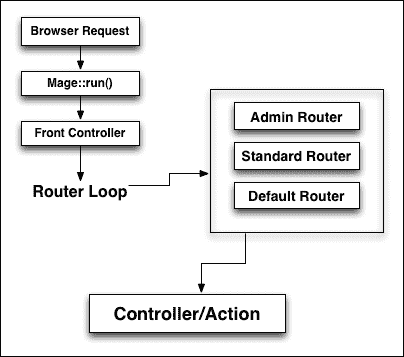 Browser Request
Mage::run()
Front Controller
Router Loop
Admin Router
Standard Router
Default Router
Controller/Action